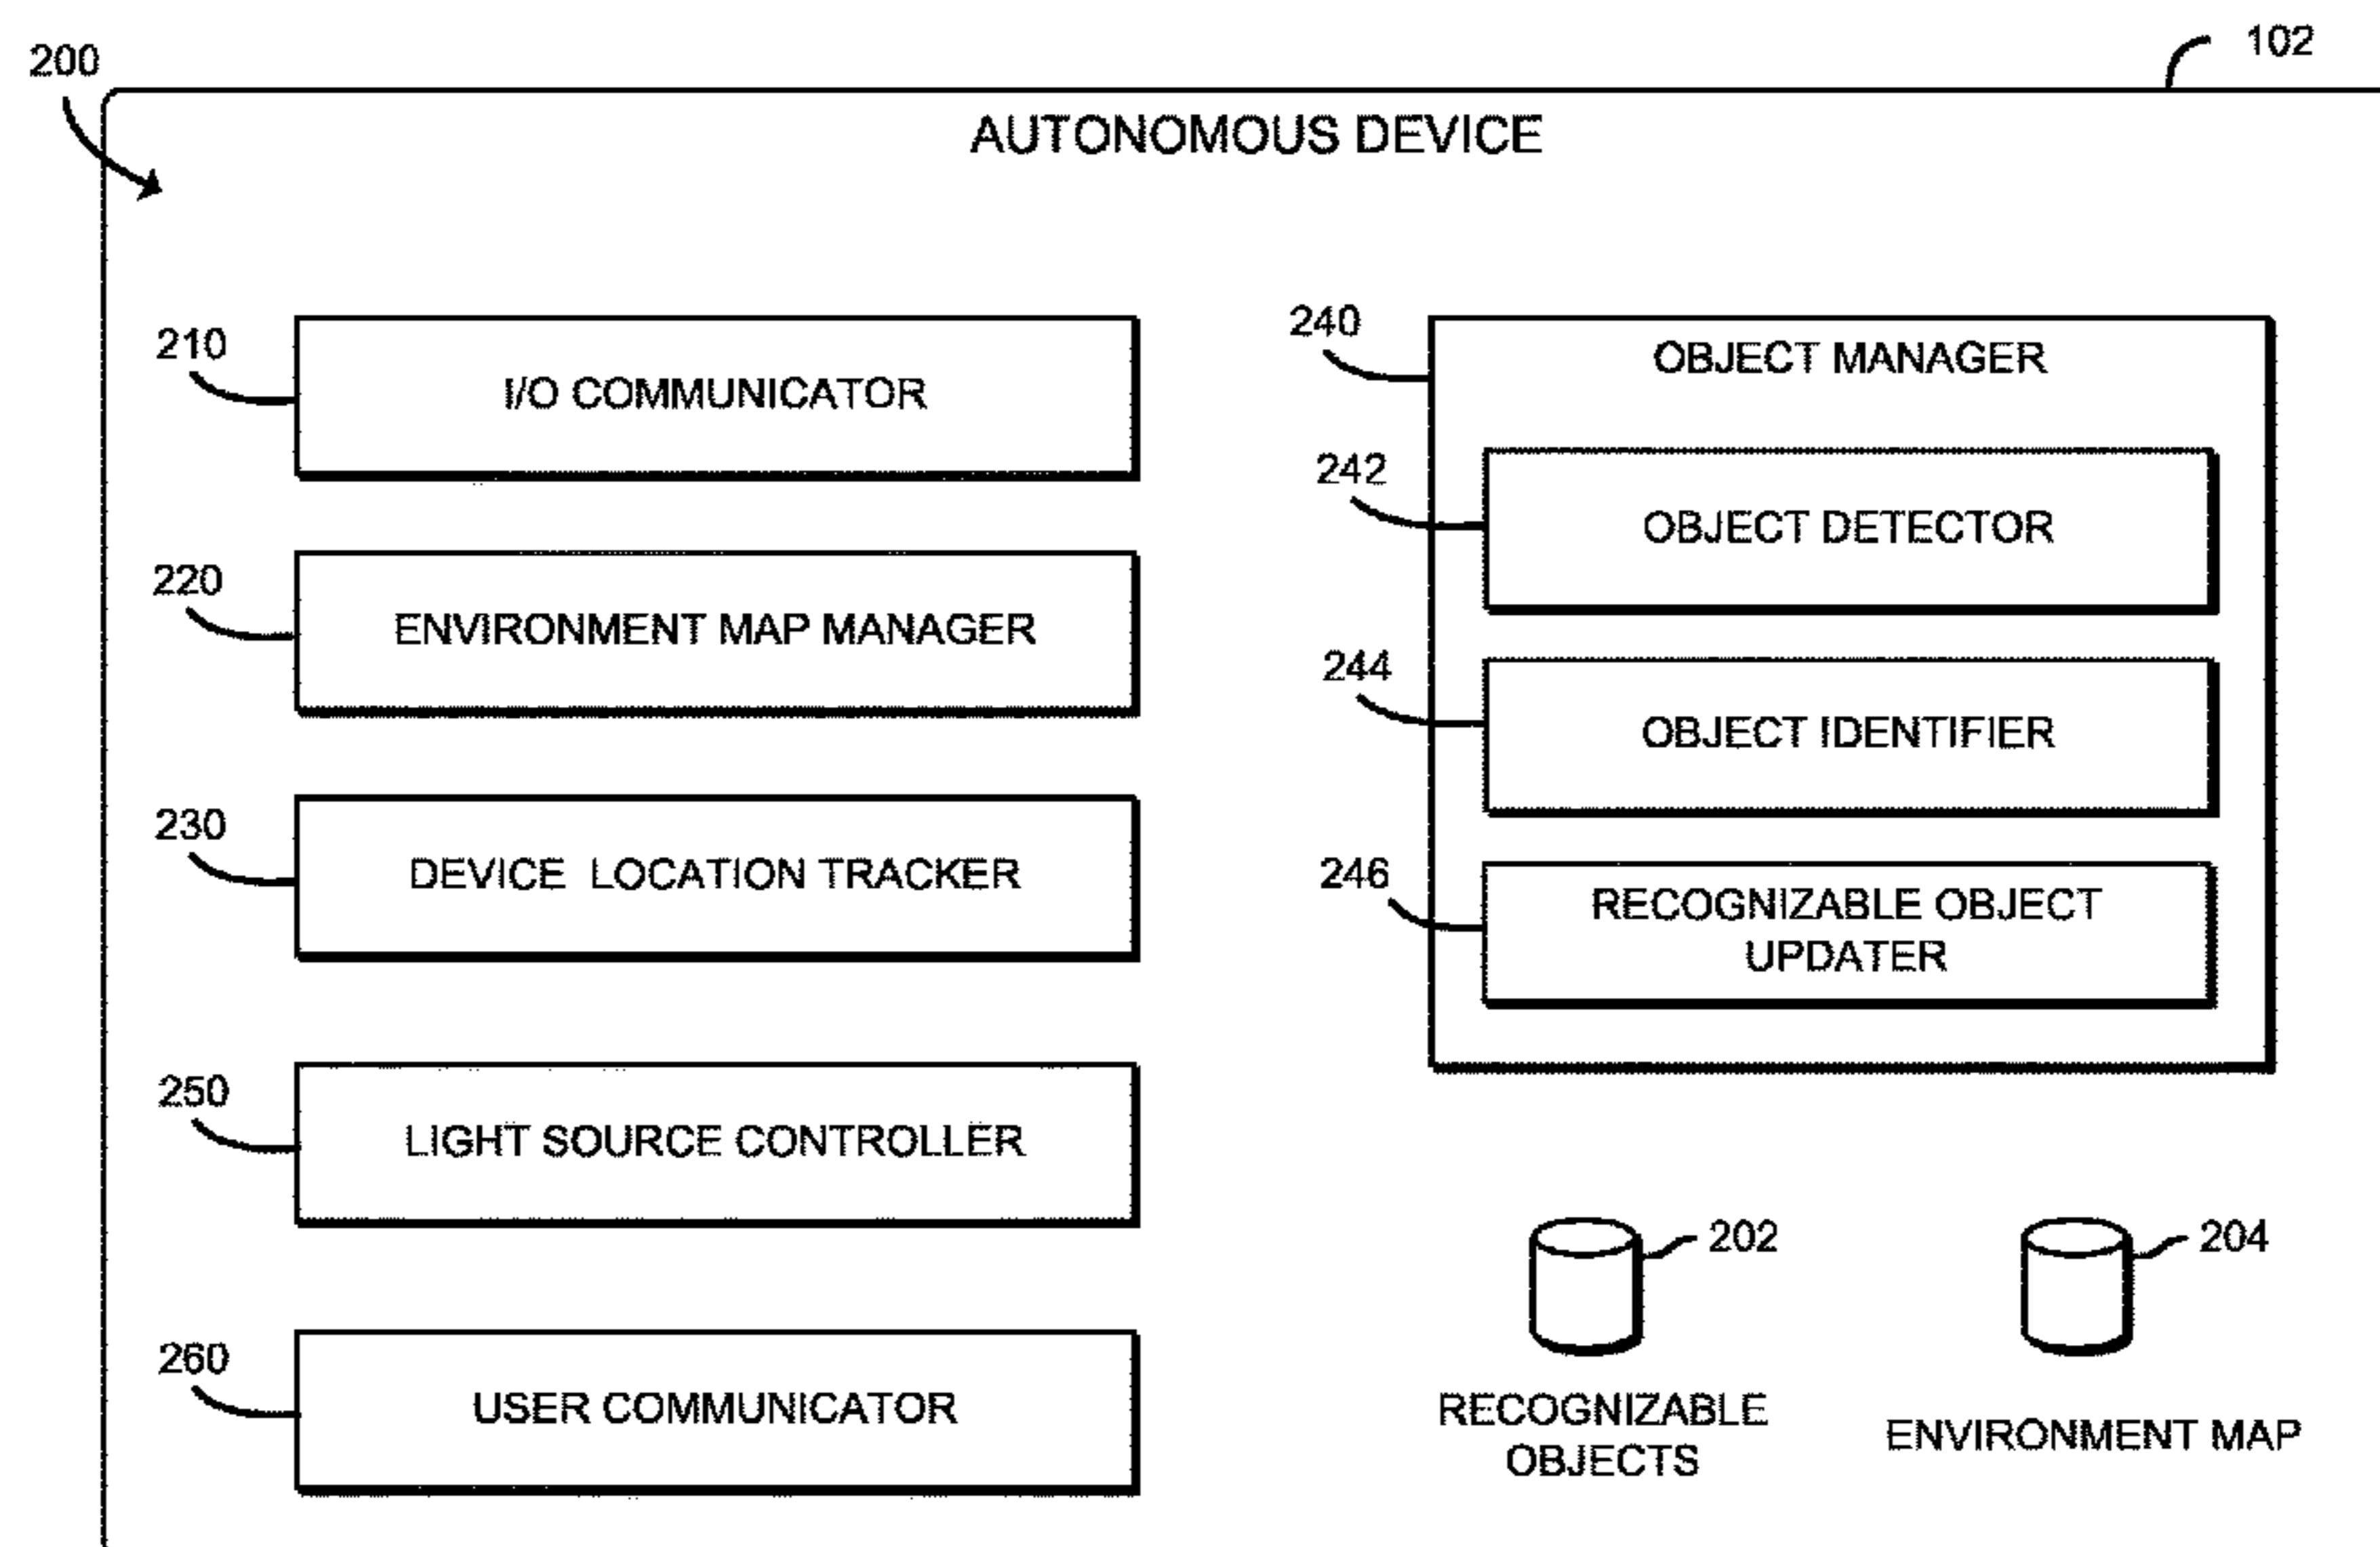 200
102
AUTONOMOUS DEVICE
210
I/O COMMUNICATOR
220
ENVIRONMENT MAP MANAGER
230
DEVICE LOCATION TRACKER
250
LIGHT SOURCE CONTROLLER
260
USER COMMUNICATOR
240
OBJECT MANAGER
242
OBJECT DETECTOR
244
OBJECT IDENTIFIER
246
RECOGNIZABLE OBJECT
UPDATER
202
RECOGNIZABLE
OBJECTS
204
ENVIRONMENT MAP